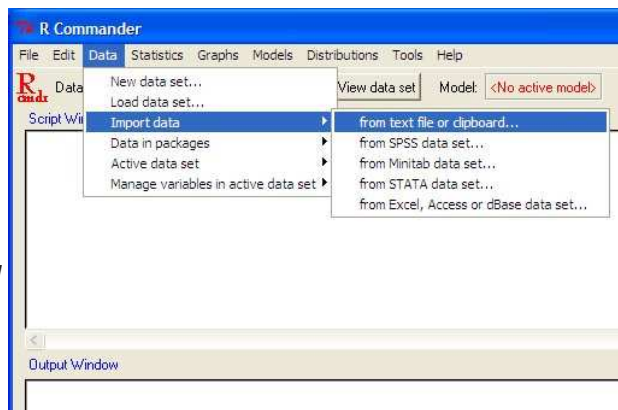 R Commander
File Edit Data Statistics Graphs Models Distributions Tools Help
R cmdr Data View data set Model: <No active model>
New data set...
Load data set...
Import data
Data in packages
Active data set
Manage variables in active data set
from text file or clipboard...
from SPSS data set...
from Minitab data set...
from STATA data set...
from Excel, Access or dBase data set...
Script Wi
Output Window